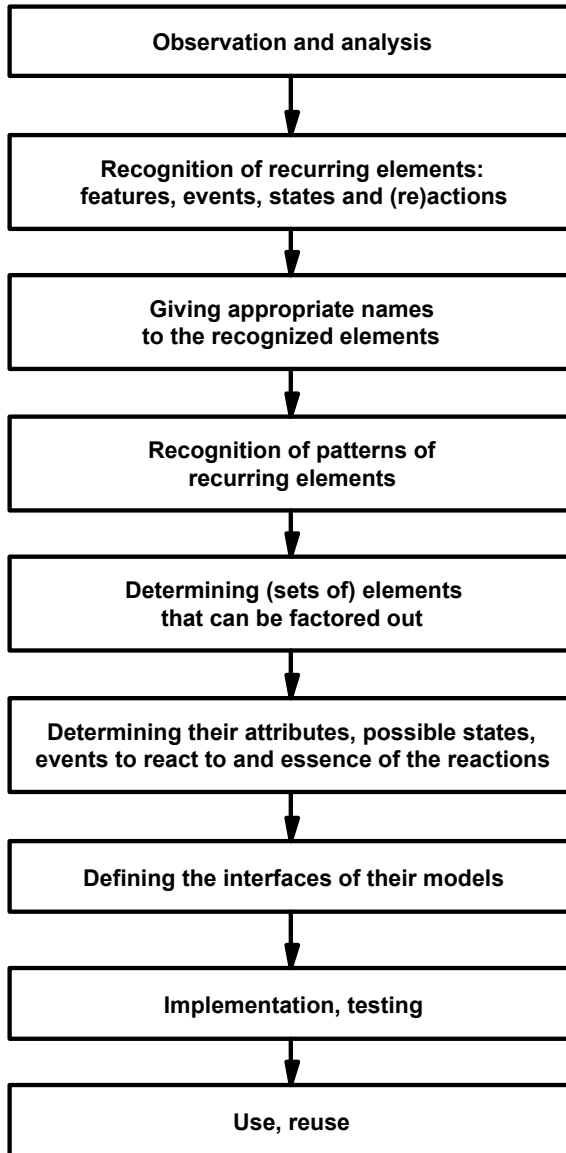 Observation and analysis
Recognition of recurring elements:
features, events, states and (re)actions
Giving appropriate names
to the recognized elements
Recognition of patterns of
recurring elements
Determining (sets of) elements
that can be factored out
Determining their attributes, possible states,
events to react to and essence of the reactions
Defining the interfaces of their models
Implementation, testing
Use, reuse